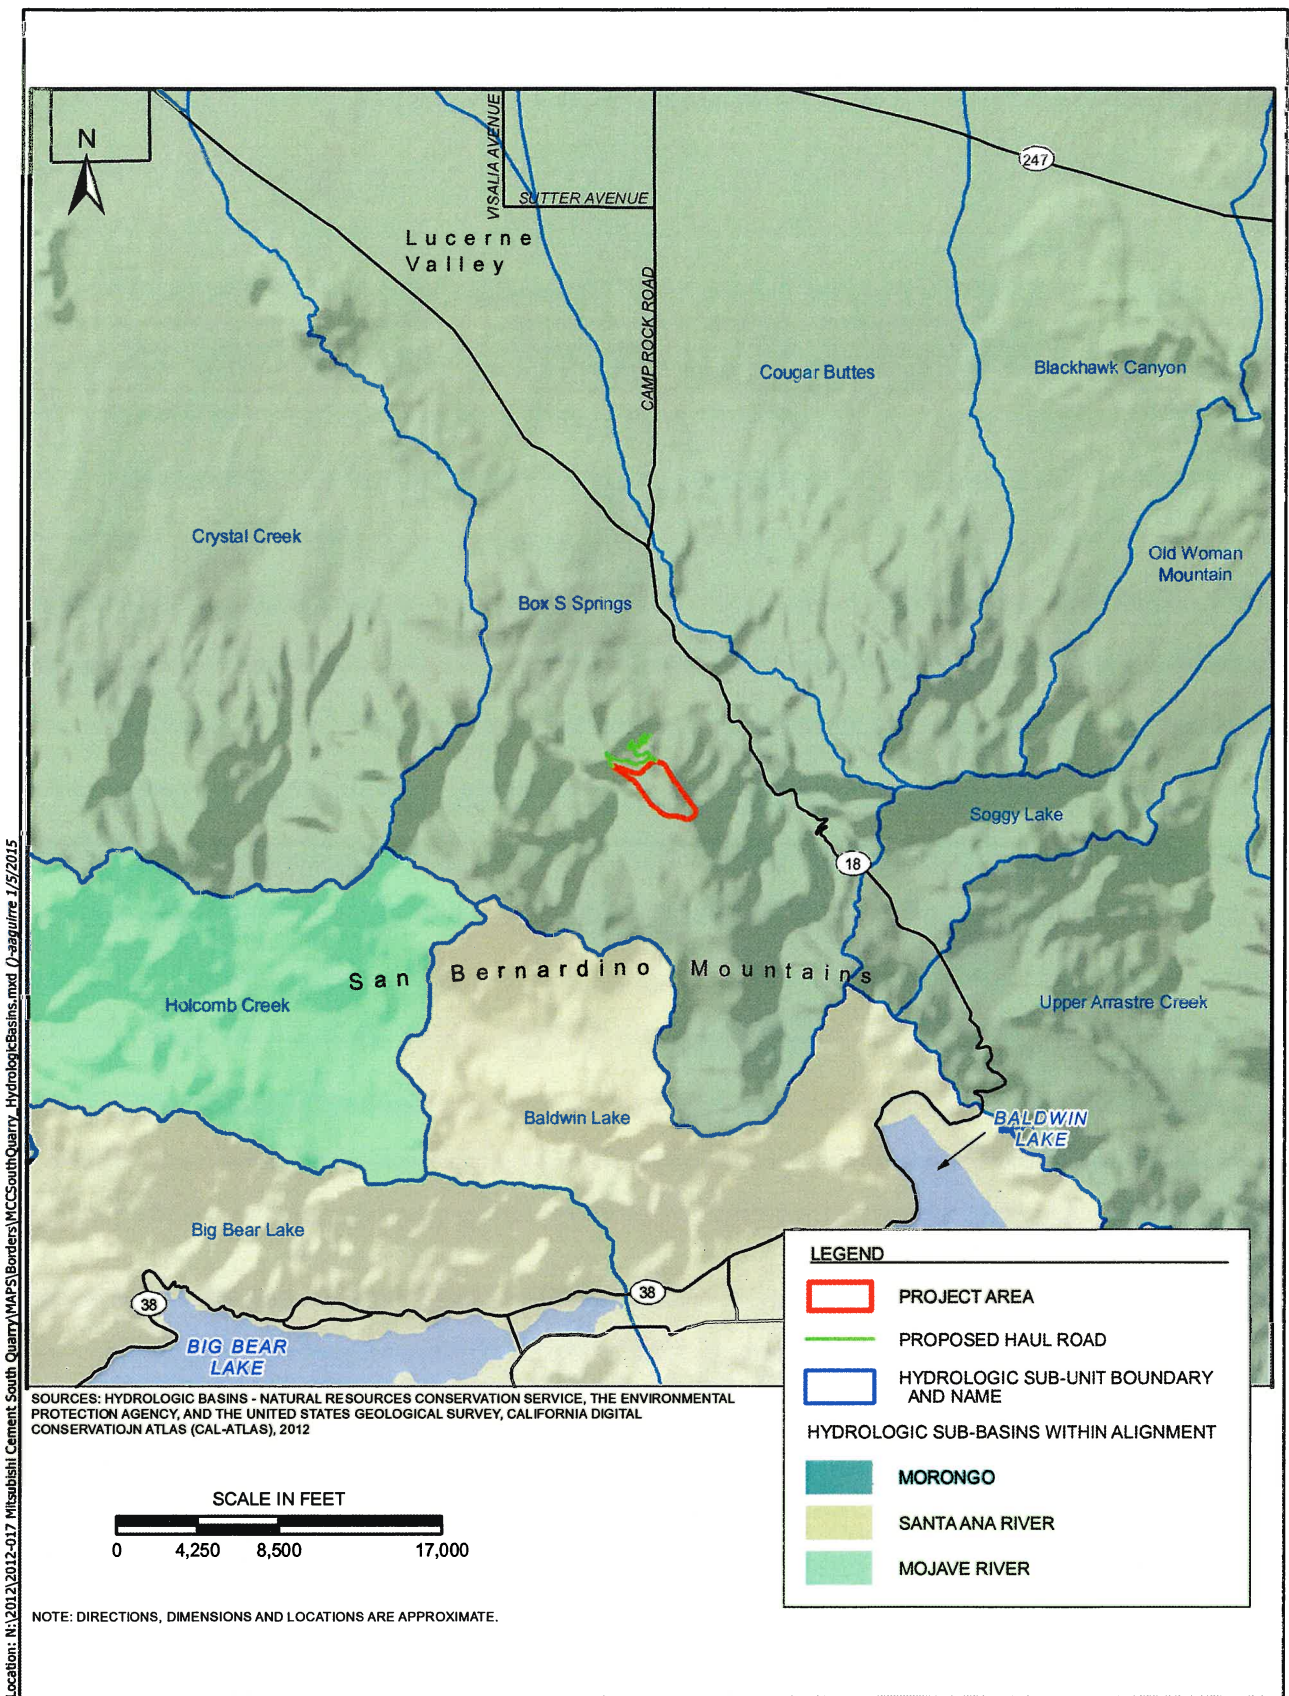 N
VISALIA AVENUE
SUTTER AVENUE
247
Lucerne
Valley
CAMP ROCK ROAD
Cougar Buttes
Blackhawk Canyon
Crystal Creek
Old Woman
Mountain
Box S Springs
Soggy Lake
18
San Bernardino Mountains
Holcomb Creek
Upper Arrastre Creek
Baldwin Lake
BALDWIN
LAKE
Big Bear Lake
38
38
BIG BEAR
LAKE
LEGEND
PROJECT AREA
PROPOSED HAUL ROAD
HYDROLOGIC SUB-UNIT BOUNDARY
AND NAME
HYDROLOGIC SUB-BASINS WITHIN ALIGNMENT
MORONGO
SANTA ANA RIVER
MOJAVE RIVER
SOURCES: HYDROLOGIC BASINS - NATURAL RESOURCES CONSERVATION SERVICE, THE ENVIRONMENTAL
PROTECTION AGENCY, AND THE UNITED STATES GEOLOGICAL SURVEY, CALIFORNIA DIGITAL
CONSERVATIOJN ATLAS (CAL-ATLAS), 2012
SCALE IN FEET
0 4,250 8,500 17,000
NOTE: DIRECTIONS, DIMENSIONS AND LOCATIONS ARE APPROXIMATE.
Location: N:\2012\2012-017 Mitsubishi Cement South Quarry\MAPS\Borders\MCCSouthQuarry_HydrologicBasins.mxd ()-aaguirre 1/5/2015